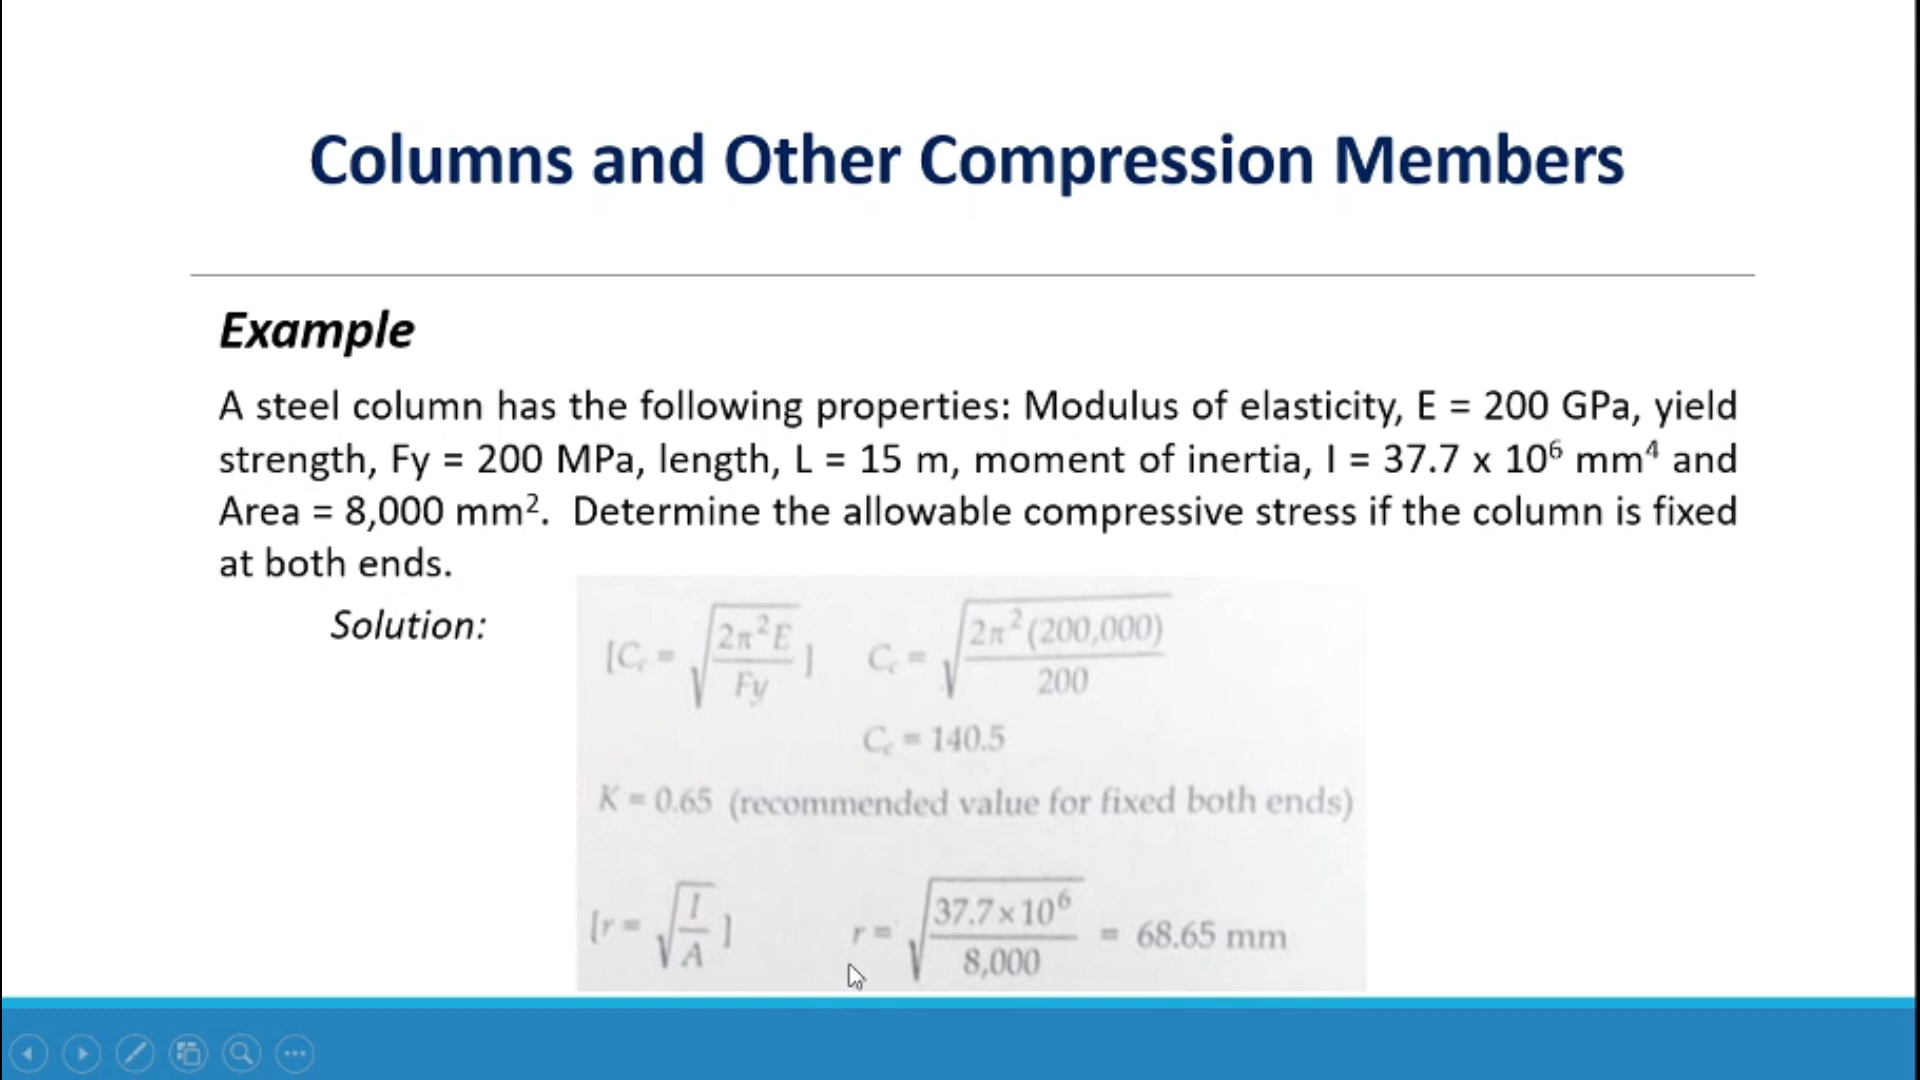 Columns and Other Compression Members
Example
A steel column has the following properties: Modulus of elasticity, E = 200 GPa, yield
strength, Fy = 200 MPa, length, L = 15 m, moment of inertia, I = 37.7 x 10⁶ mm⁴ and
Area = 8,000 mm². Determine the allowable compressive stress if the column is fixed
at both ends.
Solution:
[C_c = √(2π²E / Fy)] C_c = √(2π²(200,000) / 200)
C_c = 140.5
K = 0.65 (recommended value for fixed both ends)
[r = √(I / A)] r = √(37.7×10⁶ / 8,000) = 68.65 mm